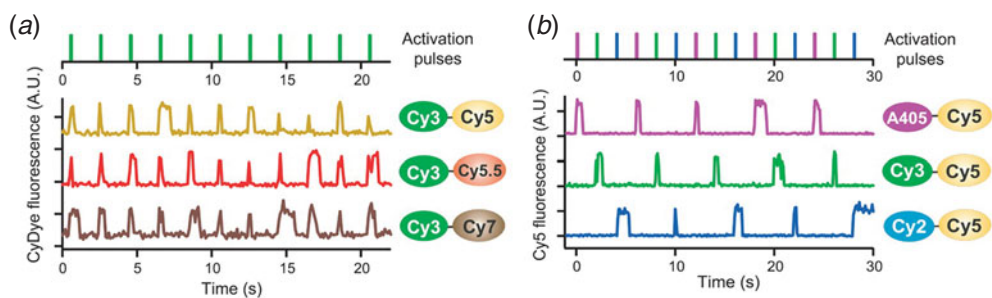 (a)
Activation
pulses
0 5 10 15 20
CyDye fluorescence (A.U.)
Cy3 Cy5
Cy3 Cy5.5
Cy3 Cy7
0 5 10 15 20
Time (s)
(b)
Activation
pulses
0 10 20 30
Cy5 fluorescence (A.U.)
A405 Cy5
Cy3 Cy5
Cy2 Cy5
0 10 20 30
Time (s)